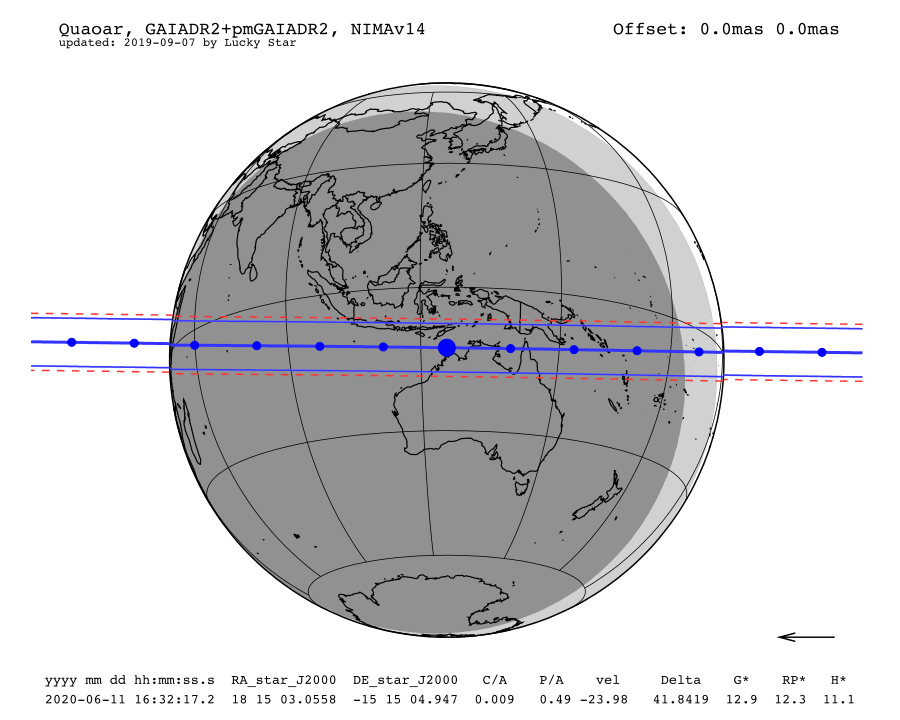 Quaoar, GAIADR2+pmGAIADR2, NIMAv14 Offset: 0.0mas 0.0mas
updated: 2019-09-07 by Lucky Star
yyyy mm dd hh:mm:ss.s RA_star_J2000 DE_star_J2000 C/A P/A vel Delta G* RP* H*
2020-06-11 16:32:17.2 18 15 03.0558 -15 15 04.947 0.009 0.49 -23.98 41.8419 12.9 12.3 11.1